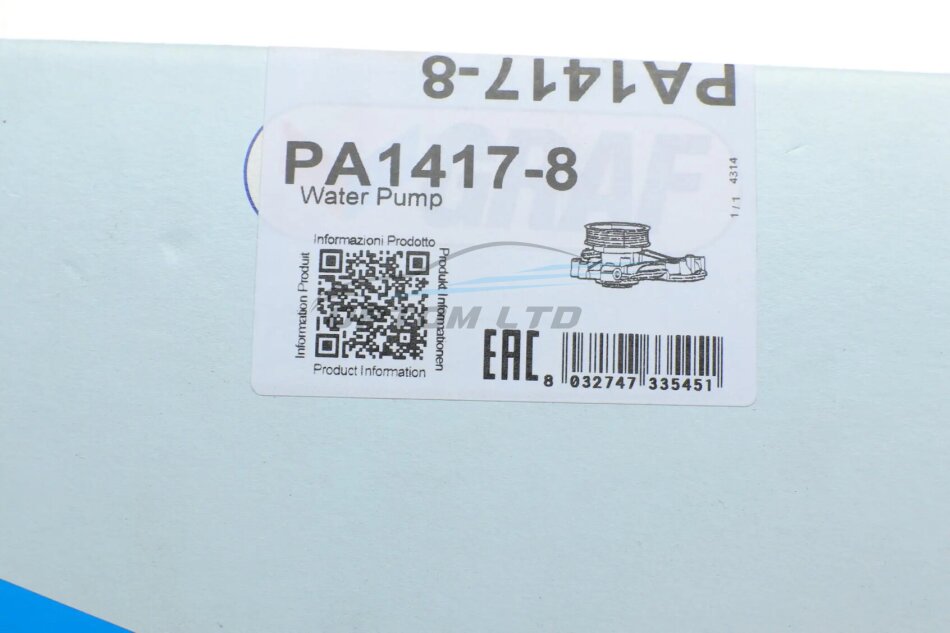 PA1417-8
PA1417-8
Water Pump
1/1 4314
Informazioni Prodotto
Information Produit
Produkt Informationen
Product Information
EAC
8 032747 335451